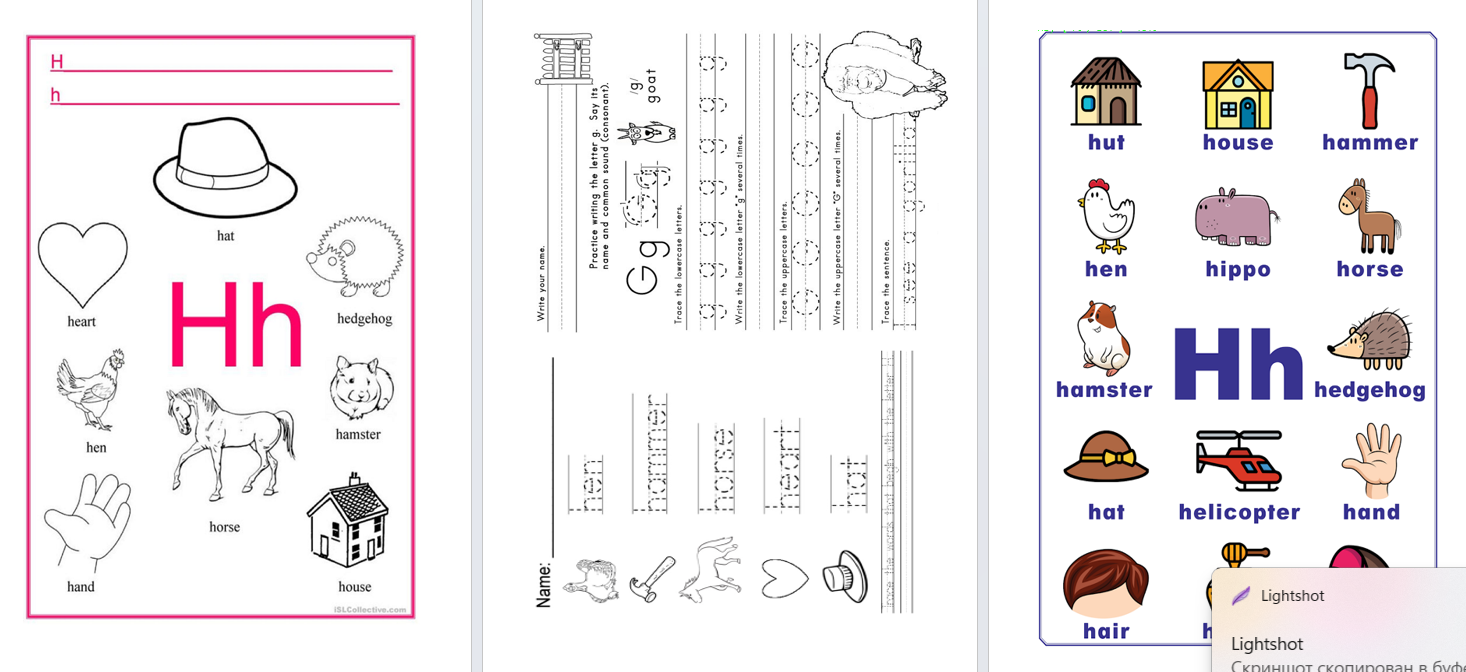 H
h
hat
heart
hedgehog
Hh
hen
hamster
horse
hand
house
iSLCollective.com
Write your name.
Practice writing the letter g. Say its
name and common sound (consonant).
Gg Gg /g/
goat
Trace the lowercase letters.
g g g g g g g
Write the lowercase letter "g" several times.
Trace the uppercase letters.
Write the uppercase letter "G" several times.
Trace the sentence.
I see a gorilla
Name:
hen
hammer
horse
heart
hat
hut house hammer
hen hippo horse
hamster Hh hedgehog
hat helicopter hand
hair h
Lightshot
Lightshot
Скриншот скопирован в буфе